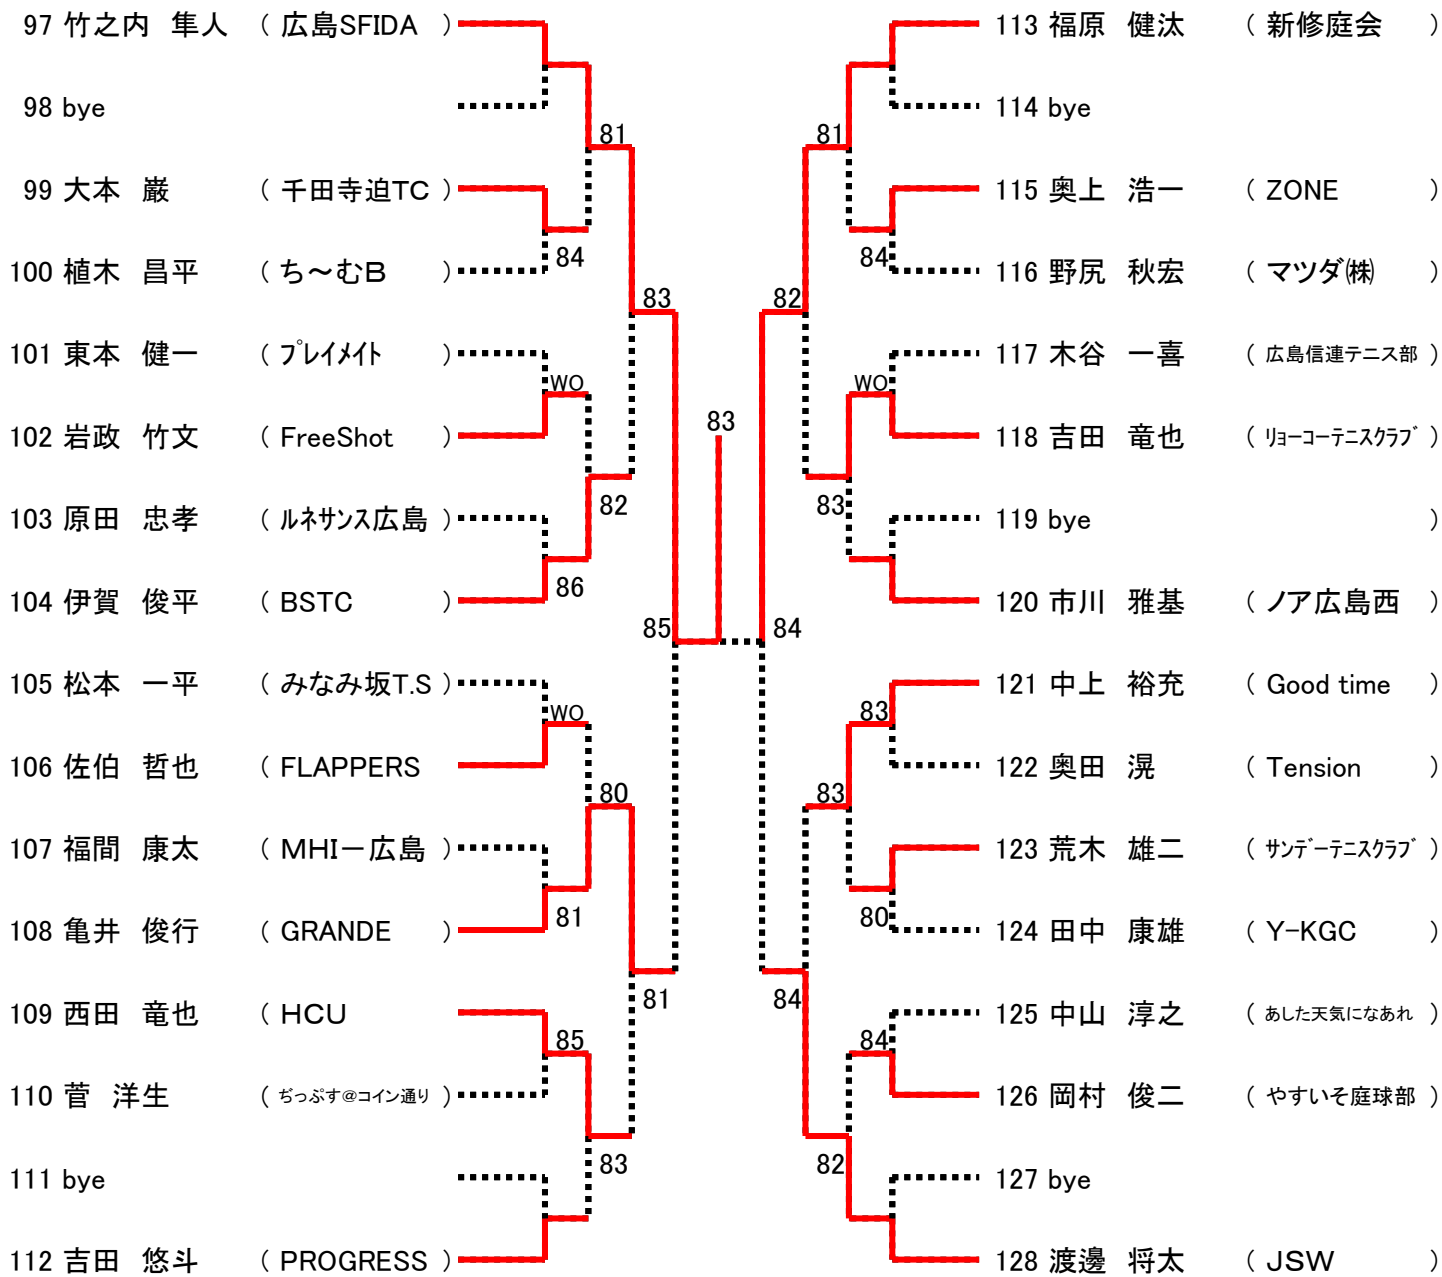 97 竹之内 隼人 ( 広島SFIDA )
98 bye
81
99 大本 巌 ( 千田寺迫TC )
84
100 植木 昌平 ( ち～むB )
83
101 東本 健一 ( プレイメイト )
WO
102 岩政 竹文 ( FreeShot )
82
103 原田 忠孝 ( ルネサンス広島 )
86
104 伊賀 俊平 ( BSTC )
85
105 松本 一平 ( みなみ坂T.S )
WO
106 佐伯 哲也 ( FLAPPERS
80
107 福間 康太 ( MHIー広島 )
81
108 亀井 俊行 ( GRANDE )
81
109 西田 竜也 ( HCU
85
110 菅 洋生 ( ぢっぷす@コイン通り )
83
111 bye
112 吉田 悠斗 ( PROGRESS )
83
113 福原 健汰 ( 新修庭会 )
114 bye
81
115 奥上 浩一 ( ZONE )
84
116 野尻 秋宏 ( マツダ㈱ )
82
117 木谷 一喜 ( 広島信連テニス部 )
WO
118 吉田 竜也 ( リョーコーテニスクラブ )
83
119 bye )
120 市川 雅基 ( ノア広島西 )
84
121 中上 裕充 ( Good time )
83
122 奥田 滉 ( Tension )
83
123 荒木 雄二 ( サンデーテニスクラブ )
80
124 田中 康雄 ( Y-KGC )
84
125 中山 淳之 ( あした天気になあれ )
84
126 岡村 俊二 ( やすいそ庭球部 )
82
127 bye
128 渡邊 将太 ( JSW )